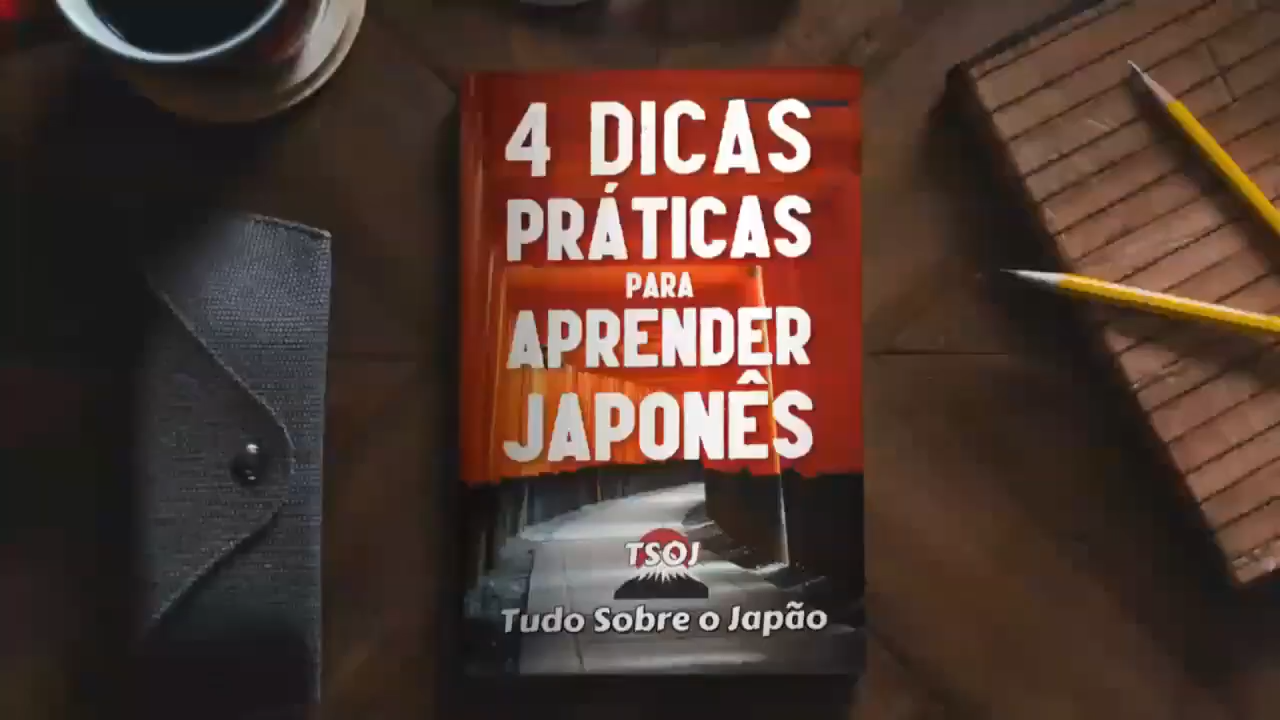 4 DICAS
PRÁTICAS
PARA
APRENDER
JAPONÊS
TSOJ
Tudo Sobre o Japão